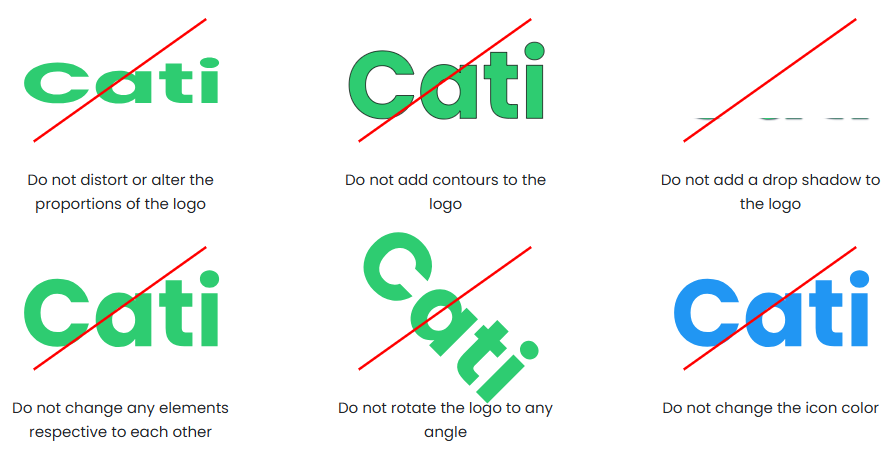 Cati
Do not distort or alter the
proportions of the logo
Cati
Do not add contours to the
logo
Do not add a drop shadow to
the logo
Cati
Do not change any elements
respective to each other
Cati
Do not rotate the logo to any
angle
Cati
Do not change the icon color